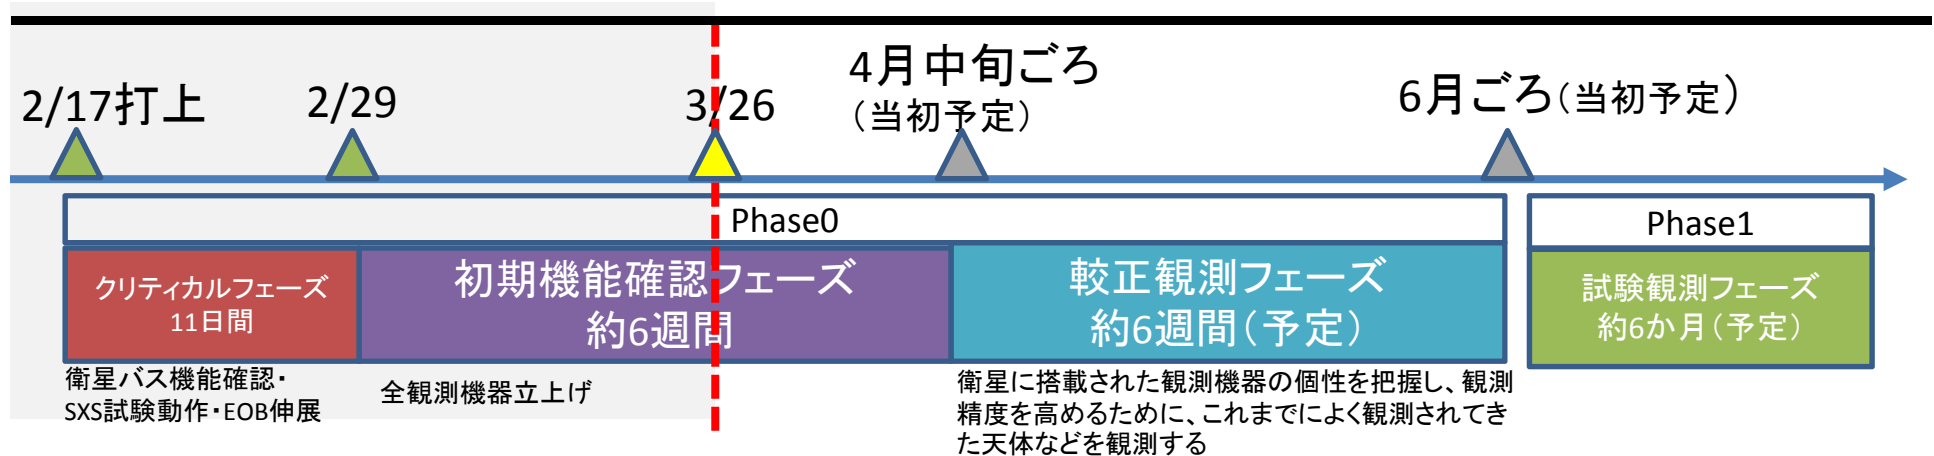 2/17打上
2/29
3/26
4月中旬ごろ
（当初予定）
6月ごろ（当初予定）
Phase0
Phase1
クリティカルフェーズ
11日間
初期機能確認フェーズ
約6週間
較正観測フェーズ
約6週間（予定）
試験観測フェーズ
約6か月（予定）
衛星バス機能確認・
SXS試験動作・EOB伸展
全観測機器立上げ
衛星に搭載された観測機器の個性を把握し、観測
精度を高めるために、これまでによく観測されてき
た天体などを観測する